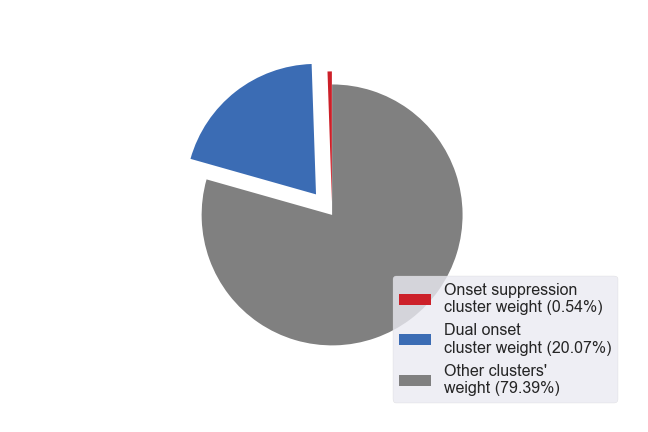 Onset suppression
cluster weight (0.54%)
Dual onset
cluster weight (20.07%)
Other clusters'
weight (79.39%)